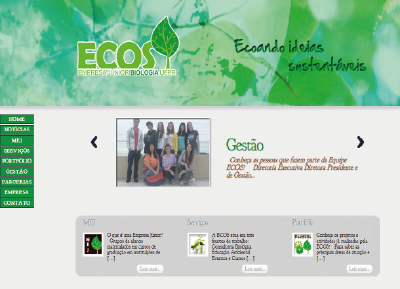 ECOS
EMPRESA JÚNIOR BIOLOGIA UFPR
Ecoando ideias
sustentáveis
HOME
NOTÍCIAS
MEJ
SERVIÇOS
PORTFÓLIO
GESTÃO
PARCERIAS
EMPRESA
CONTATO
Gestão
Conheça as pessoas que fazem parte da Equipe
ECOS! Diretoria Executiva Diretora Presidente e
de Gestão...
MEJ
O que é uma Empresa Júnior?
Grupos de alunos
matriculados em cursos de
graduação em instituições de
[...]
Leia mais...
Serviços
A ECOS atua em três
frentes de trabalho:
Consultoria Biológica,
Educação Ambiental,
Eventos e Cursos [...]
Leia mais...
Portfólio
Conheça os projetos e
atividades já realizadas pela
ECOS! Para saber as
principais áreas de atuação e
[...]
Leia mais...